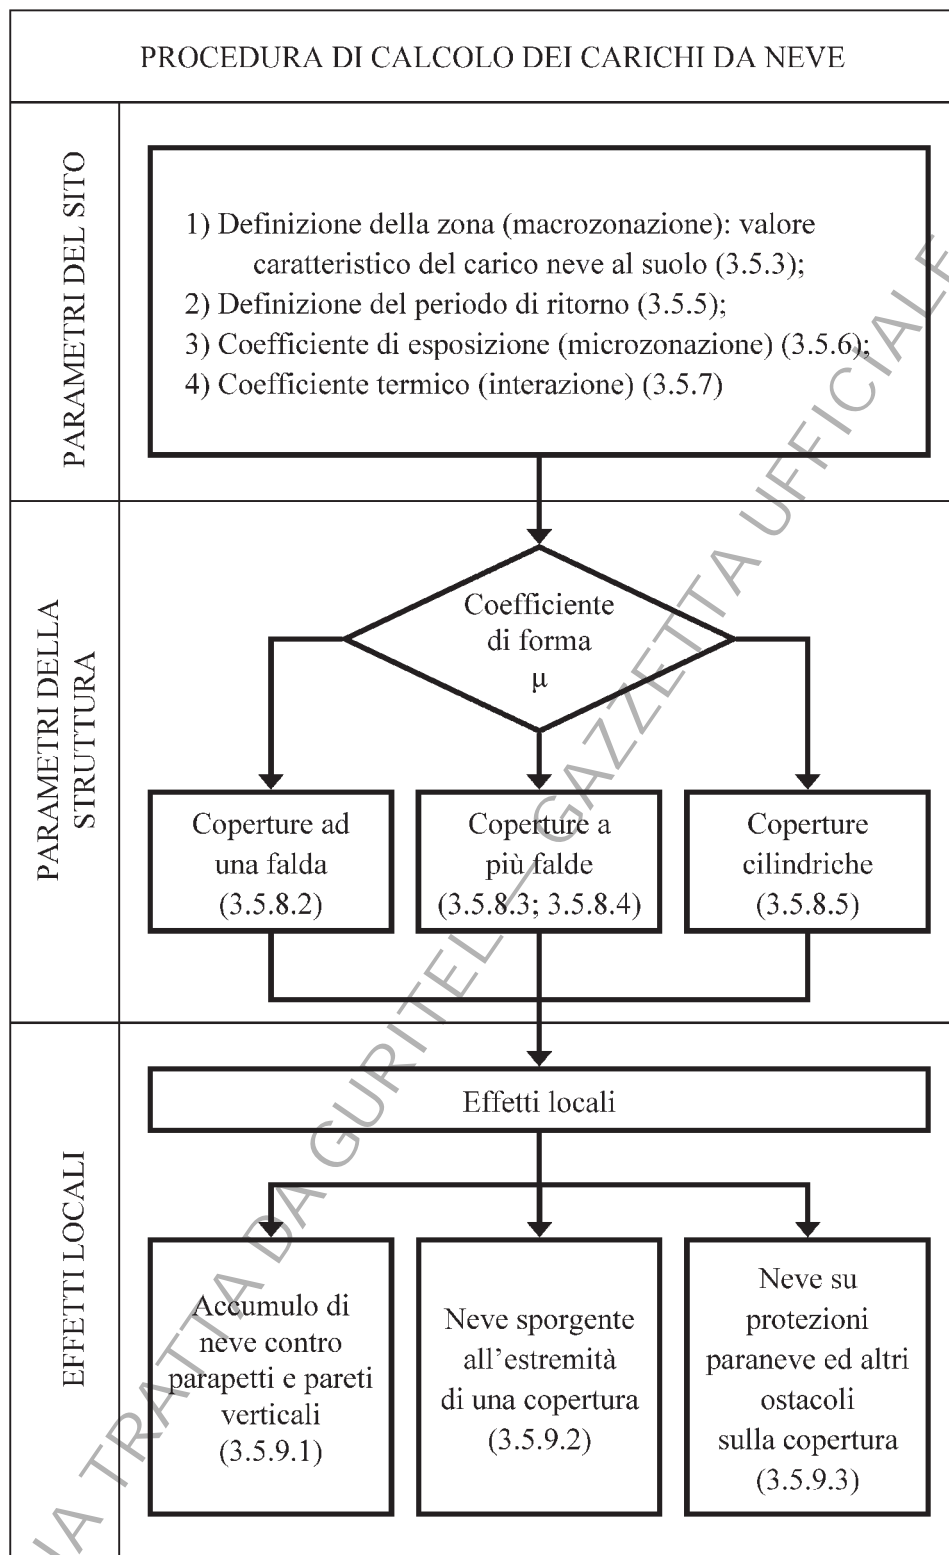 PROCEDURA DI CALCOLO DEI CARICHI DA NEVE
PARAMETRI DEL SITO
1) Definizione della zona (macrozonazione): valore
caratteristico del carico neve al suolo (3.5.3);
2) Definizione del periodo di ritorno (3.5.5);
3) Coefficiente di esposizione (microzonazione) (3.5.6);
4) Coefficiente termico (interazione) (3.5.7)
PARAMETRI DELLA
STRUTTURA
Coefficiente
di forma
μ
Coperture ad
una falda
(3.5.8.2)
Coperture a
più falde
(3.5.8.3; 3.5.8.4)
Coperture
cilindriche
(3.5.8.5)
EFFETTI LOCALI
Effetti locali
Accumulo di
neve contro
parapetti e pareti
verticali
(3.5.9.1)
Neve sporgente
all'estremità
di una copertura
(3.5.9.2)
Neve su
protezioni
paraneve ed altri
ostacoli
sulla copertura
(3.5.9.3)
TRATTA DA GURITEL — GAZZETTA UFFICIALE